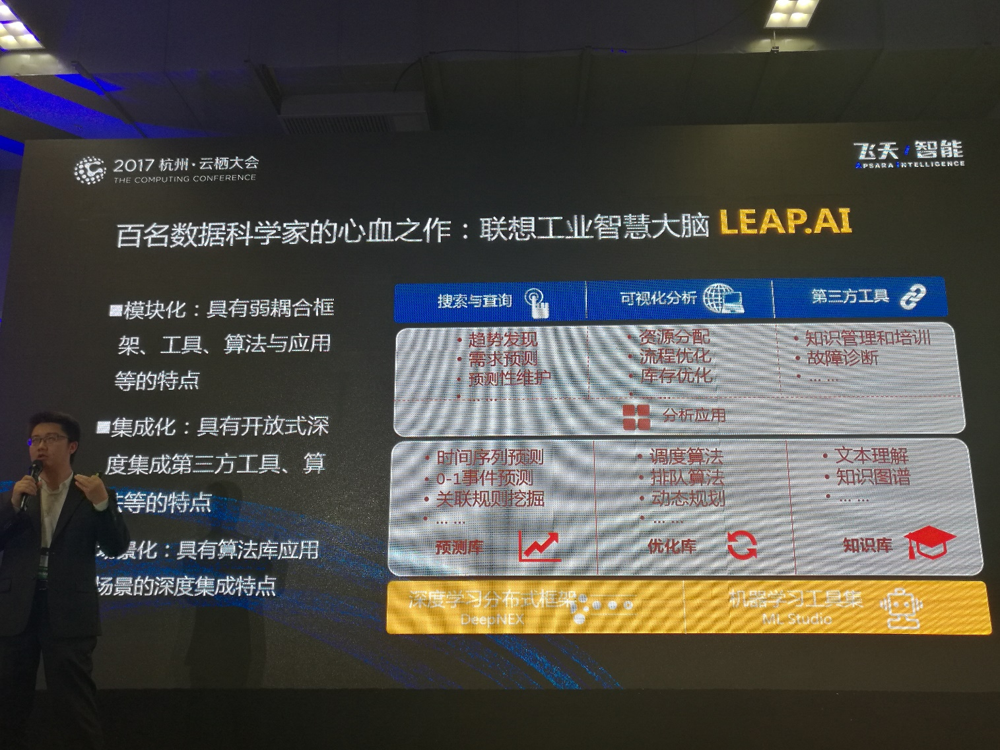 2017 杭州·云栖大会
THE COMPUTING CONFERENCE
飞天 i 智能
APSARA INTELLIGENCE
百名数据科学家的心血之作：联想工业智慧大脑 LEAP.AI
■模块化：具有弱耦合框
架、工具、算法与应用
等的特点
■集成化：具有开放式深
度集成第三方工具、算
法等的特点
景化：具有算法库应用
场景的深度集成特点
搜索与查询
可视化分析
第三方工具
• 趋势发现
• 需求预测
• 预测性维护
• ... ...
• 资源分配
• 流程优化
• 库存优化
• ... ...
• 知识管理和培训
• 故障诊断
• ... ...
分析应用
• 时间序列预测
• 0-1事件预测
• 关联规则挖掘
• ... ...
预测库
• 调度算法
• 排队算法
• 动态规划
• ... ...
优化库
• 文本理解
• 知识图谱
• ... ...
知识库
深度学习分布式框架
DeepNEX
机器学习工具集
ML Studio